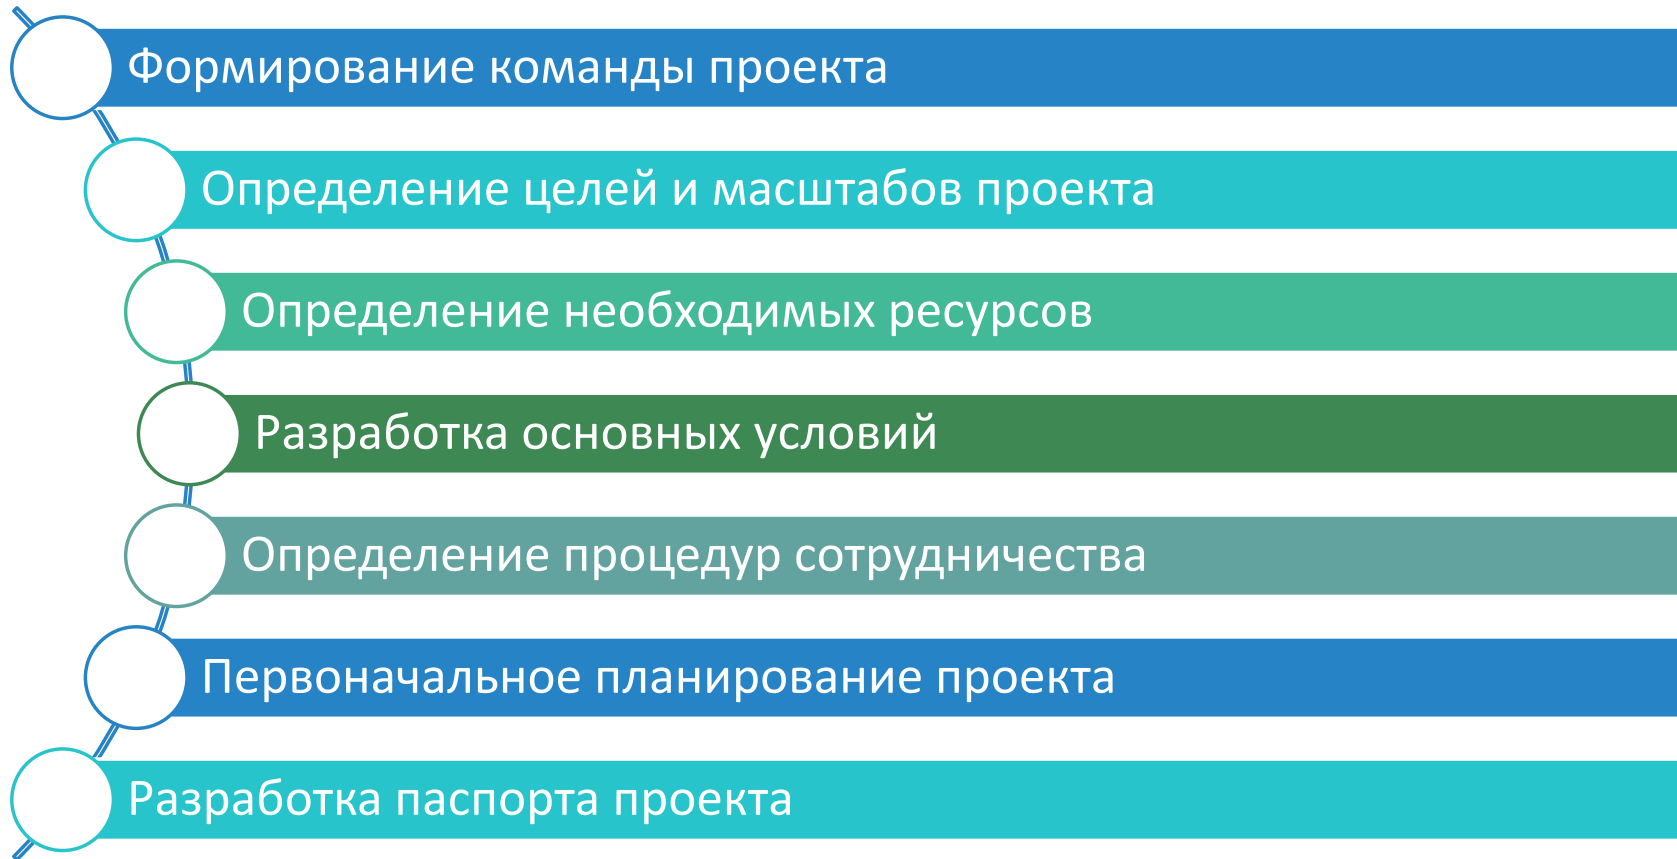 Формирование команды проекта
Определение целей и масштабов проекта
Определение необходимых ресурсов
Разработка основных условий
Определение процедур сотрудничества
Первоначальное планирование проекта
Разработка паспорта проекта